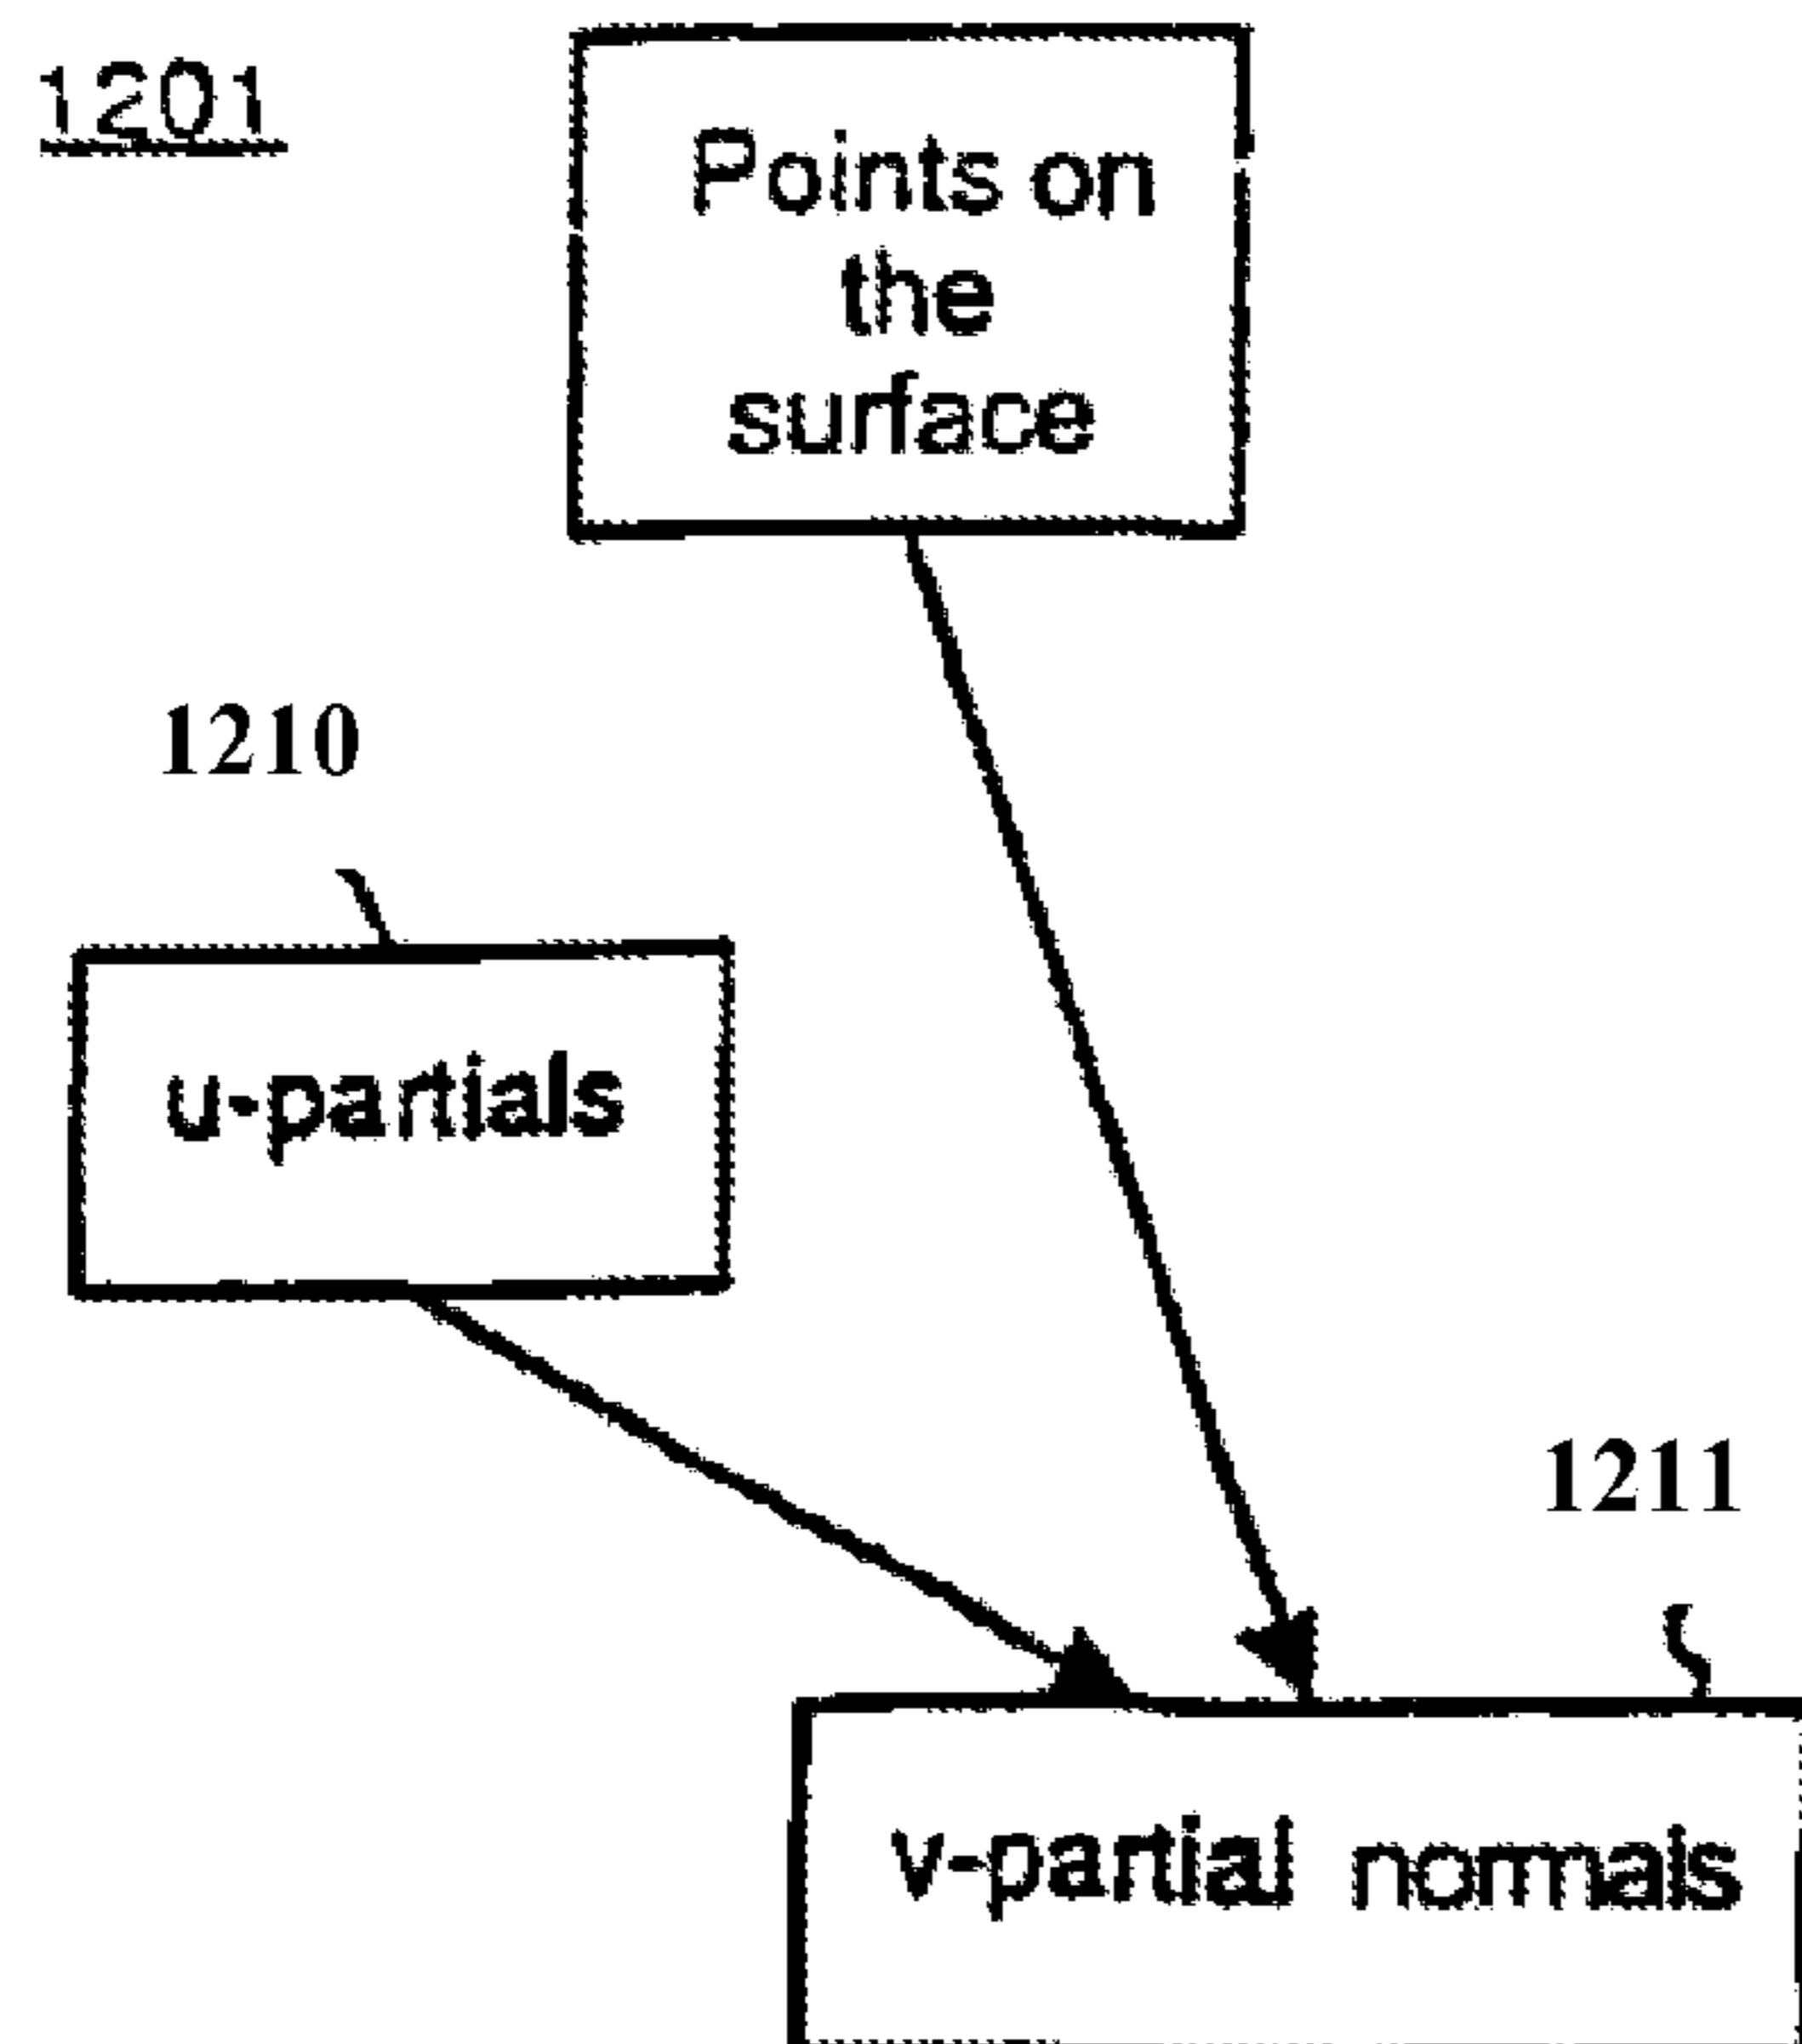 1201
Points on
the
surface
1210
u-partials
1211
v-partial normals